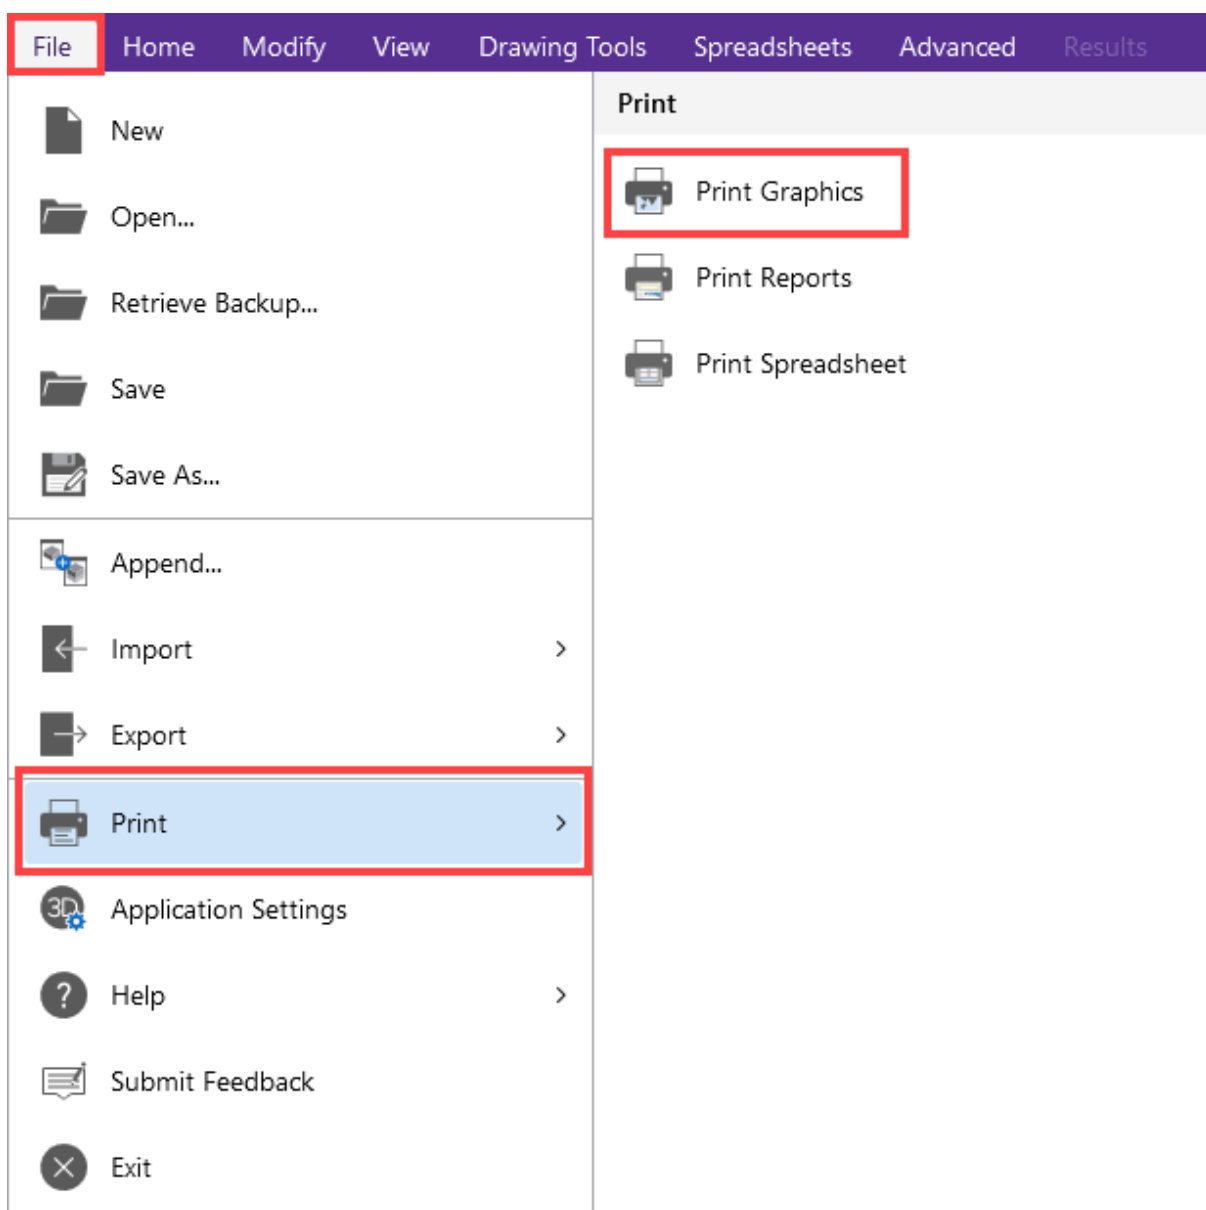 File Home Modify View Drawing Tools Spreadsheets Advanced Results
New
Open...
Retrieve Backup...
Save
Save As...
Append...
Import
Export
Print
3D Application Settings
? Help
Submit Feedback
Exit
Print
Print Graphics
Print Reports
Print Spreadsheet